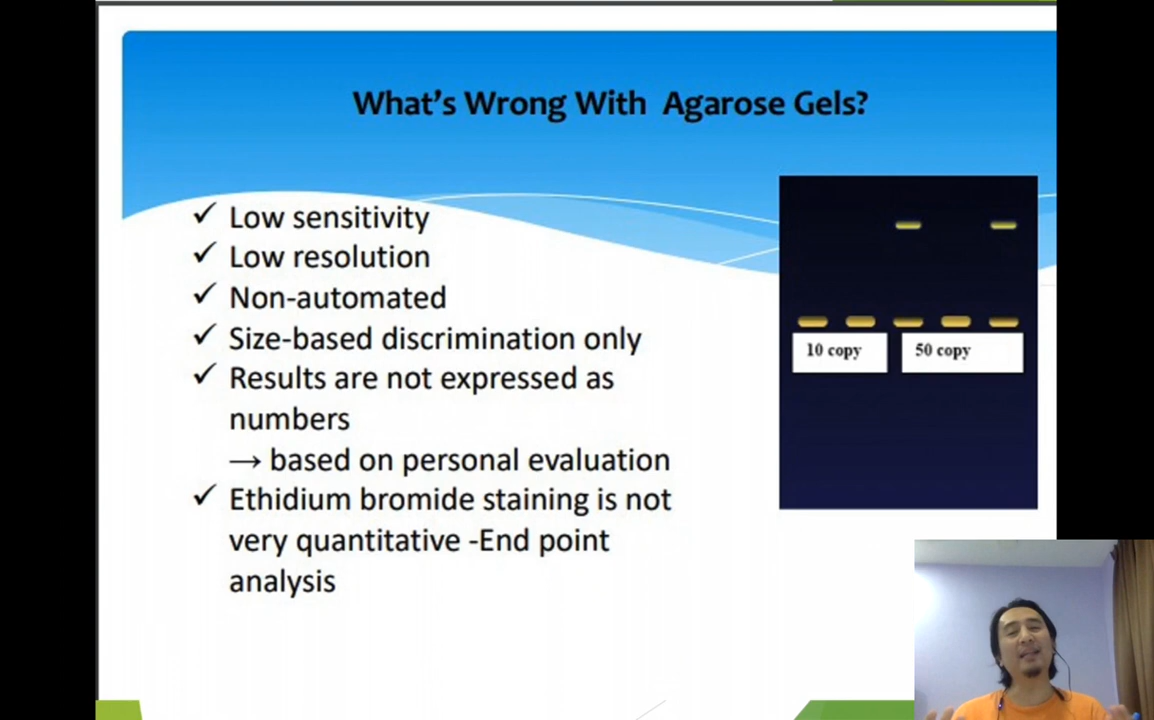 What's Wrong With Agarose Gels?
✓ Low sensitivity
✓ Low resolution
✓ Non-automated
✓ Size-based discrimination only
✓ Results are not expressed as
numbers
→ based on personal evaluation
✓ Ethidium bromide staining is not
very quantitative -End point
analysis
10 copy
50 copy